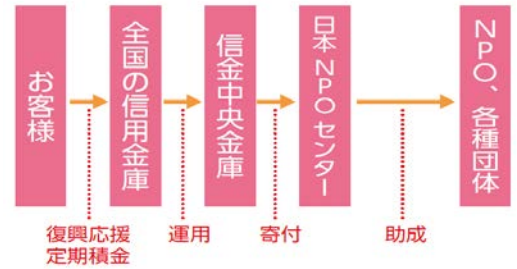 お客様
全国の信用金庫
信金中央金庫
日本NPOセンター
NPO、各種団体
復興応援
定期積金
運用
寄付
助成